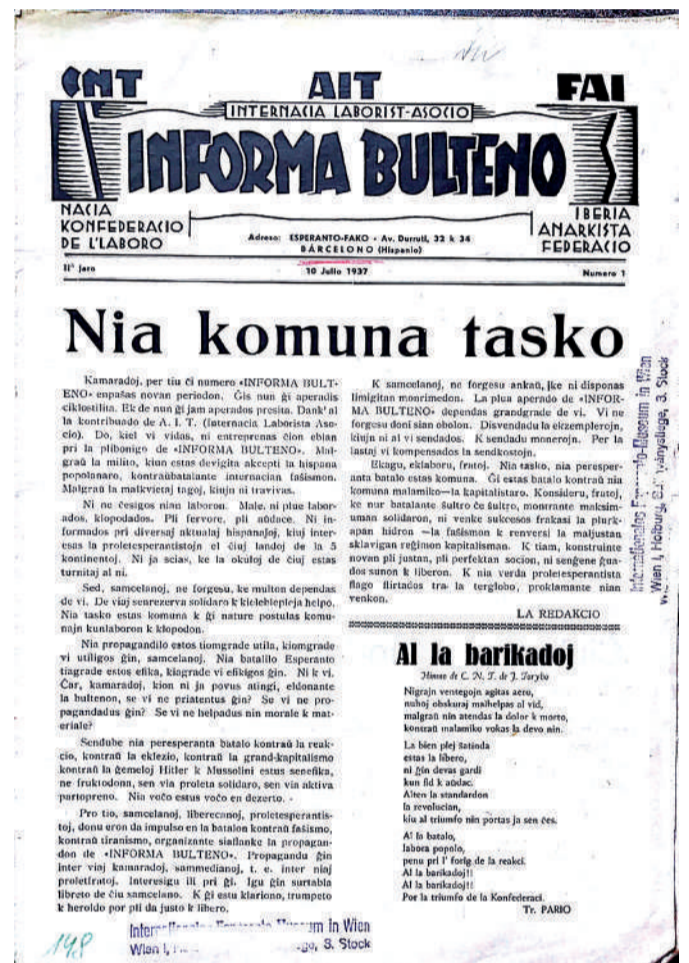 CNT AIT FAI
INTERNACIA LABORIST-ASOCIO
INFORMA BULTENO
NACIA
KONFEDERACIO
DE L'LABORO
Adreso: ESPERANTO-FAKO - Av. Durruti, 32 k 34
BARCELONO (Hispanio)
IBERIA
ANARKISTA
FEDERACIO
IIª jaro 10 Julio 1937 Numero 1
Nia komuna tasko
Kamaradoj, per tiu ĉi numero «INFORMA BULT-
ENO» enpaŝas novan periodon. Ĝis nun ĝi aperadis
ciklostilita. Ek de nun ĝi jam aperados presita. Dank' al
la kontribuado de A. I. T. (Internacia Laborista Aso-
cio). Do, kiel vi vidas, ni entreprenas ĉion eblan
pri la plibonigo de «INFORMA BULTENO». Mal-
graŭ la milito, kiun estas devigita akcepti la hispana
popolanaro, kontraŭbatalante internacian faŝismon.
Malgraŭ la malkvietaj tagoj, kiujn ni travivas.
Ni ne ĉesigos nian laboron. Male, ni plue labor-
ados, klopodados. Pli fervore, pli aŭdace. Ni in-
formados pri diversaj aktualaj hispanaĵoj, kiuj inter-
esas la proletesperantistojn el ĉiuj landoj de la 5
kontinentoj. Ni ja scias, ke la okuloj de ĉiuj estas
turnitaj al ni.
Sed, samcelanoj, ne forgesu, ke multon dependas
de vi. De viaj senrezerva solidaro k kieleblepleja helpo.
Nia tasko estas komuna k ĝi nature postulas komu-
najn kunlaboron k klopodon.
Nia propagandilo estos tiomgrade utila, kiomgrade
vi utiligos ĝin, samcelanoj. Nia batalilo Esperanto
tiagrade estos efika, kiagrade vi efikigos ĝin. Ni k vi.
Ĉar, kamaradoj, kion ni ja povus atingi, eldonante
la bultenon, se vi ne priatentus ĝin? Se vi ne pro-
pagandadus ĝin? Se vi ne helpadus nin morale k mat-
eriale?
Sendube nia peresperanta batalo kontraŭ la reak-
cio, kontraŭ la eklezio, kontraŭ la grand-kapitalismo
kontraŭ la ĝemeloj Hitler k Mussolini estus senefika,
ne fruktodona, sen via proleta solidaro, sen via aktiva
partopreno. Nia voĉo estus voĉo en dezerto.
Pro tio, samcelanoj, liberecanoj, proletesperantis-
toj, donu eron da impulso en la batalon kontraŭ faŝismo,
kontraŭ tiranismo, organizante siatlanke la propagan-
don de «INFORMA BULTENO». Propagandu ĝin
inter viaj kamaradoj, sammedianoj, t. e. inter niaj
proletfratoj. Interesigu ili pri ĝi. Igu ĝin surtabla
libreto de ĉiu samcelano. K ĝi estu klariono, trumpeto
k heroldo por pli da justo k libero.
K samcelanoj, ne forgesu ankaŭ, ke ni disponas
limigitan monrimedon. La plua aperado de «INFOR-
MA BULTENO» dependas grandgrade de vi. Vi ne
forgesu doni sian obolon. Disvendadu la ekzemplerojn,
kiujn ni al vi sendados. K sendadu monerojn. Per la
lastaj vi kompensados la sendkostojn.
Ekagu, eklaboru, fratoj. Nia tasko, nia peresper-
anta batalo estas komuna. Ĝi estas batalo kontraŭ nia
komuna malamiko—la kapitalistaro. Konsideru, fratoj,
ke nur batalante ŝultro ĉe ŝultro, montrante maksim-
uman solidaron, ni venke sukcesos frakasi la plurk-
apan hidron —la faŝismon k renversi la maljustan
sklavigan reĝimon kapitalisman. K tiam, konstruinte
novan pli justan, pli perfektan socion, ni senĝene ĝua-
dos sunon k liberon. K nia verda proletesperantista
flago flirtados tra la terglobo, proklamante nian
venkon.
LA REDAKCIO
Al la barikadoj
Himno de C. N. T. de J.
Nigrajn ventegojn agitas aero,
nuboj obskuraj malhelpas al vid,
malgraŭ nin atendas la dolor k morto,
kontraŭ malamiko vokas la devo nin.
La bien plej ŝatinda
estas la libero,
ni ĝin devas gardi
kun fid k aŭdac.
Alten la standardon
la revolucian,
kiu al triumfo nin portas ja sen ĉes.
Al la batalo,
labora popolo,
penu pri l' forig de la reakci.
Al la barikadoj!!
Al la barikadoj!!
Por la triumfo de la Konfederaci.
Tr. PARIO
Internationales Esperanto-Museum in Wien
Wien I, Hofburg, 3. Stock
Museum in Wien
Wien I, 3. Stock
148